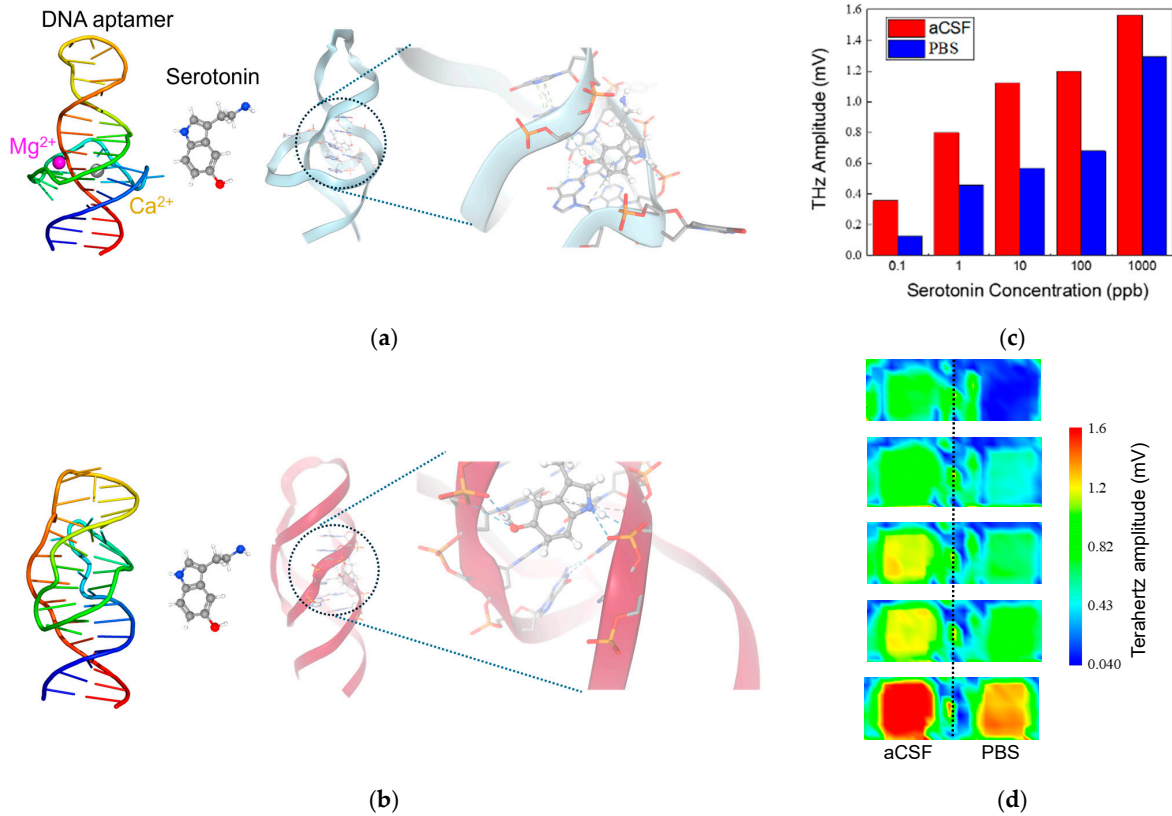 DNA aptamer
Serotonin
Mg2+
Ca2+
(a)
1.6
1.4
1.2
1.0
0.8
0.6
0.4
0.2
0.0
THz Amplitude (mV)
aCSF
PBS
0.1 1 10 100 1000
Serotonin Concentration (ppb)
(c)
(b)
1.6
1.2
0.82
0.43
0.040
Terahertz amplitude (mV)
aCSF PBS
(d)